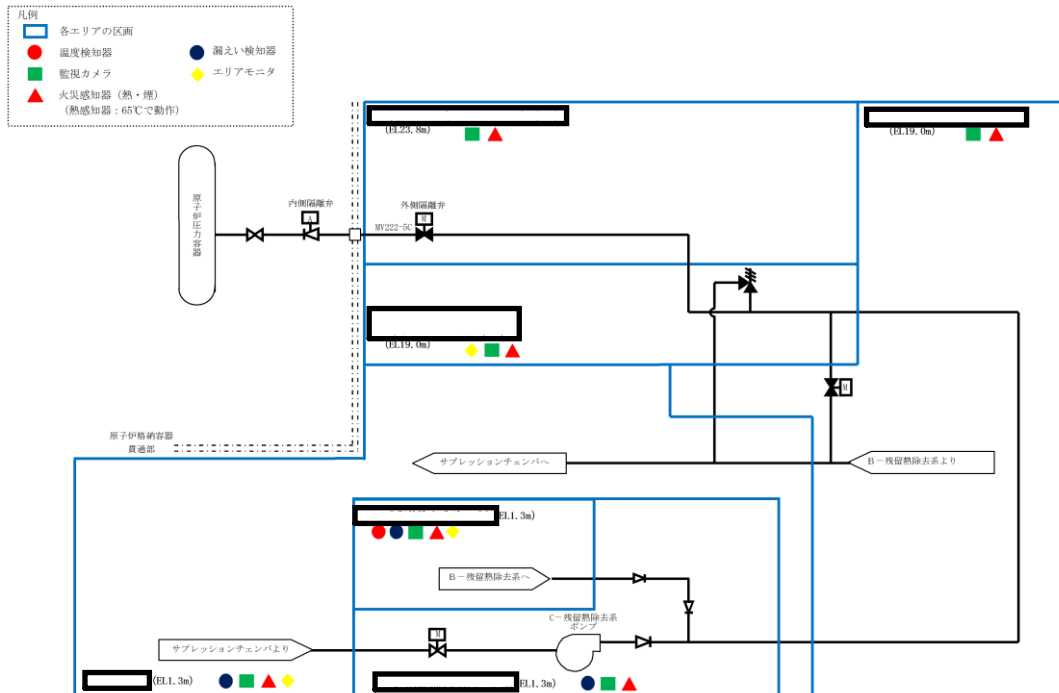 凡例
各エリアの区画
温度検知器
漏えい検知器
監視カメラ
エリアモニタ
火災感知器（熱・煙）
（熱感知器：65℃で動作）
(EL23.8m)
(EL19.0m)
原子炉圧力容器
内側隔離弁
A
外側隔離弁
M
MV222-5C
(EL19.0m)
M
原子炉格納容器
貫通部
サプレッションチェンバへ
B－残留熱除去系より
(EL1.3m)
B－残留熱除去系へ
C－残留熱除去系
ポンプ
M
サプレッションチェンバより
(EL1.3m)
(EL1.3m)